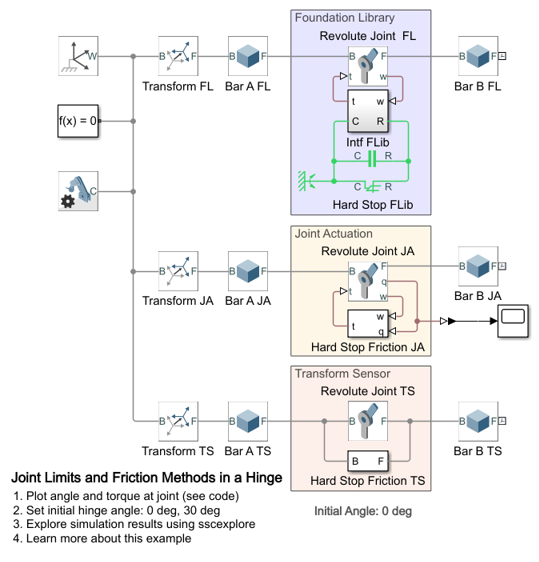 Foundation Library
Revolute Joint FL
W
B F
B F
B F
B F
t w
Transform FL
Bar A FL
Bar B FL
t w
f(x) = 0
C R
Intf FLib
C R
C
C R
Hard Stop FLib
Joint Actuation
Revolute Joint JA
B F
B F
B F
B F
q
t w
Transform JA
Bar A JA
Bar B JA
w
t
q
Hard Stop Friction JA
Transform Sensor
Revolute Joint TS
B F
B F
B F
B F
Transform TS
Bar A TS
Bar B TS
B F
Hard Stop Friction TS
Joint Limits and Friction Methods in a Hinge
1. Plot angle and torque at joint (see code)
2. Set initial hinge angle: 0 deg, 30 deg
3. Explore simulation results using sscexplore
4. Learn more about this example
Initial Angle: 0 deg